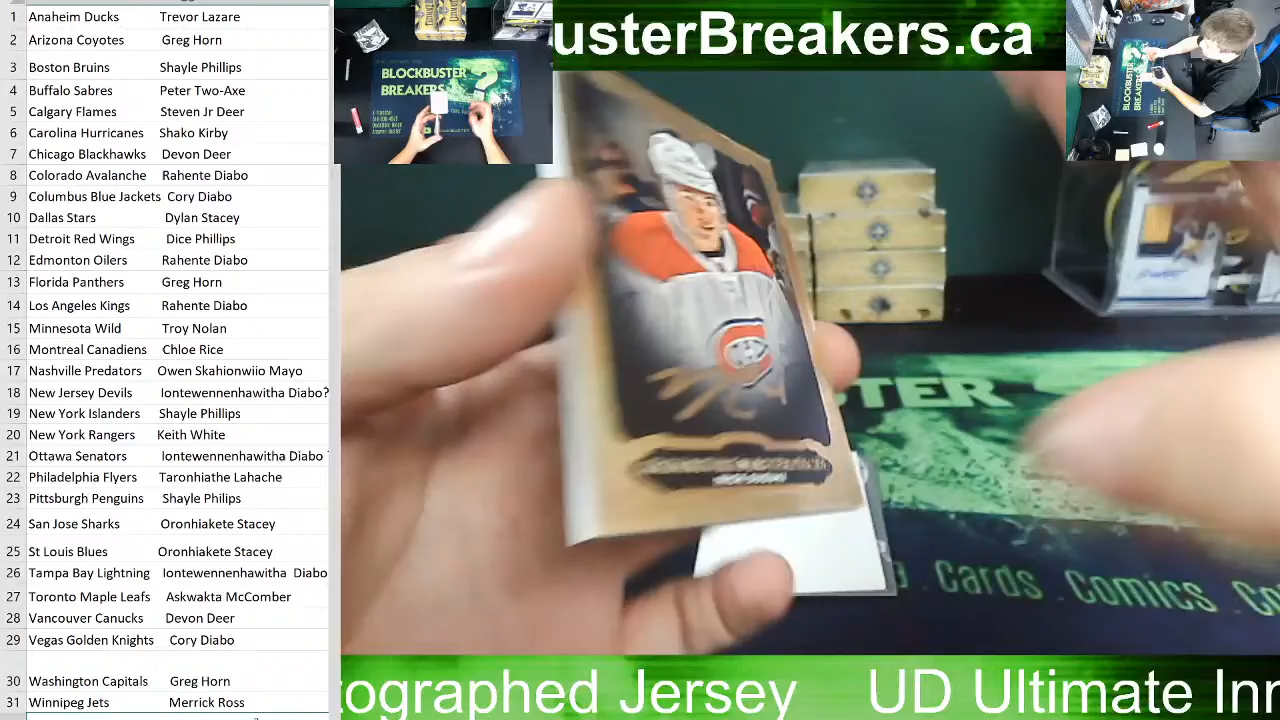 Anaheim Ducks Trevor Lazare
Arizona Coyotes Greg Horn
3 Boston Bruins Shayle Phillips
4 Buffalo Sabres Peter Two-Axe
5 Calgary Flames Steven Jr Deer
6 Carolina Hurricanes Shako Kirby
7 Chicago Blackhawks Devon Deer
8 Colorado Avalanche Rahente Diabo
9 Columbus Blue Jackets Cory Diabo
10 Dallas Stars Dylan Stacey
11 Detroit Red Wings Dice Phillips
12 Edmonton Oilers Rahente Diabo
13 Florida Panthers Greg Horn
14 Los Angeles Kings Rahente Diabo
15 Minnesota Wild Troy Nolan
16 Montreal Canadiens Chloe Rice
17 Nashville Predators Owen Skahionwiio Mayo
18 New Jersey Devils Iontewennenhawitha Diabo?
19 New York Islanders Shayle Phillips
20 New York Rangers Keith White
21 Ottawa Senators Iontewennenhawitha Diabo
22 Philadelphia Flyers Taronhiathe Lahache
23 Pittsburgh Penguins Shayle Philips
24 San Jose Sharks Oronhiakete Stacey
25 St Louis Blues Oronhiakete Stacey
26 Tampa Bay Lightning Iontewennenhawitha Diabo
27 Toronto Maple Leafs Askwakta McComber
28 Vancouver Canucks Devon Deer
29 Vegas Golden Knights Cory Diabo
30 Washington Capitals Greg Horn
31 Winnipeg Jets Merrick Ross
BLOCKBUSTER
BREAKERS
usterBreakers.ca
TER
Cards Comics Co
tographed Jersey UD Ultimate Inn